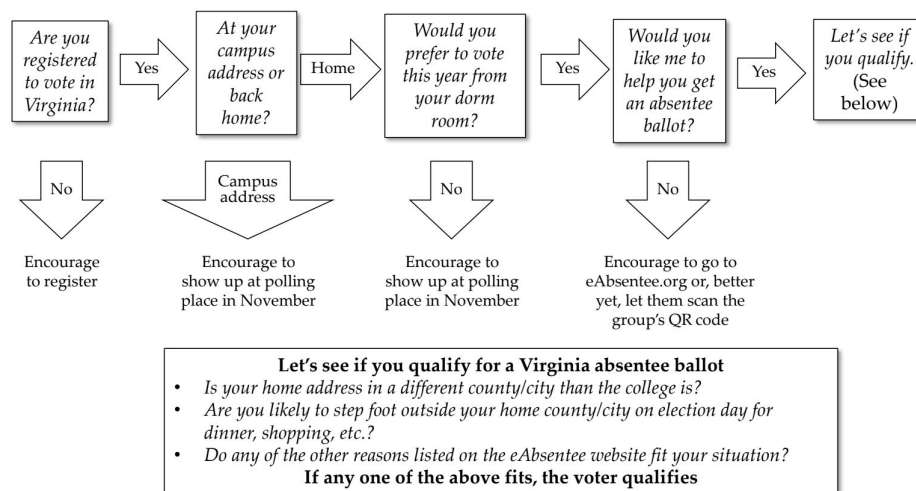 Are you
registered
to vote in
Virginia?
Yes
At your
campus
address or
back
home?
Home
Would you
prefer to vote
this year from
your dorm
room?
Yes
Would you
like me to
help you get
an absentee
ballot?
Yes
Let's see if
you qualify.
(See
below)
No
Campus
address
No
No
Encourage
to register
Encourage to
show up at polling
place in November
Encourage to
show up at polling
place in November
Encourage to go to
eAbsentee.org or, better
yet, let them scan the
group's QR code
Let's see if you qualify for a Virginia absentee ballot
• Is your home address in a different county/city than the college is?
• Are you likely to step foot outside your home county/city on election day for
dinner, shopping, etc.?
• Do any of the other reasons listed on the eAbsentee website fit your situation?
If any one of the above fits, the voter qualifies